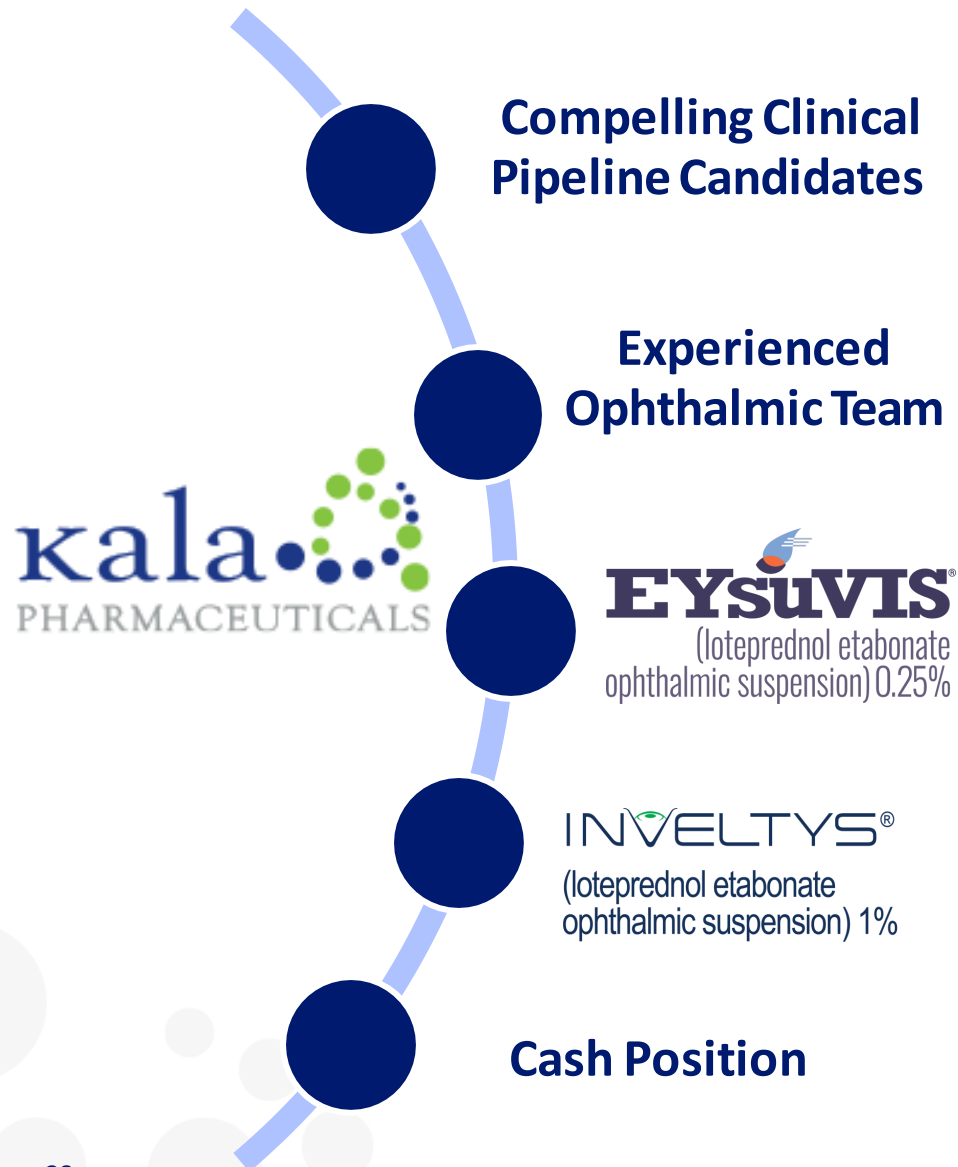 Compelling Clinical
Pipeline Candidates
Experienced
Ophthalmic Team
kala
PHARMACEUTICALS
EYSUVIS®
(loteprednol etabonate
ophthalmic suspension) 0.25%
INVELTYS®
(loteprednol etabonate
ophthalmic suspension) 1%
Cash Position